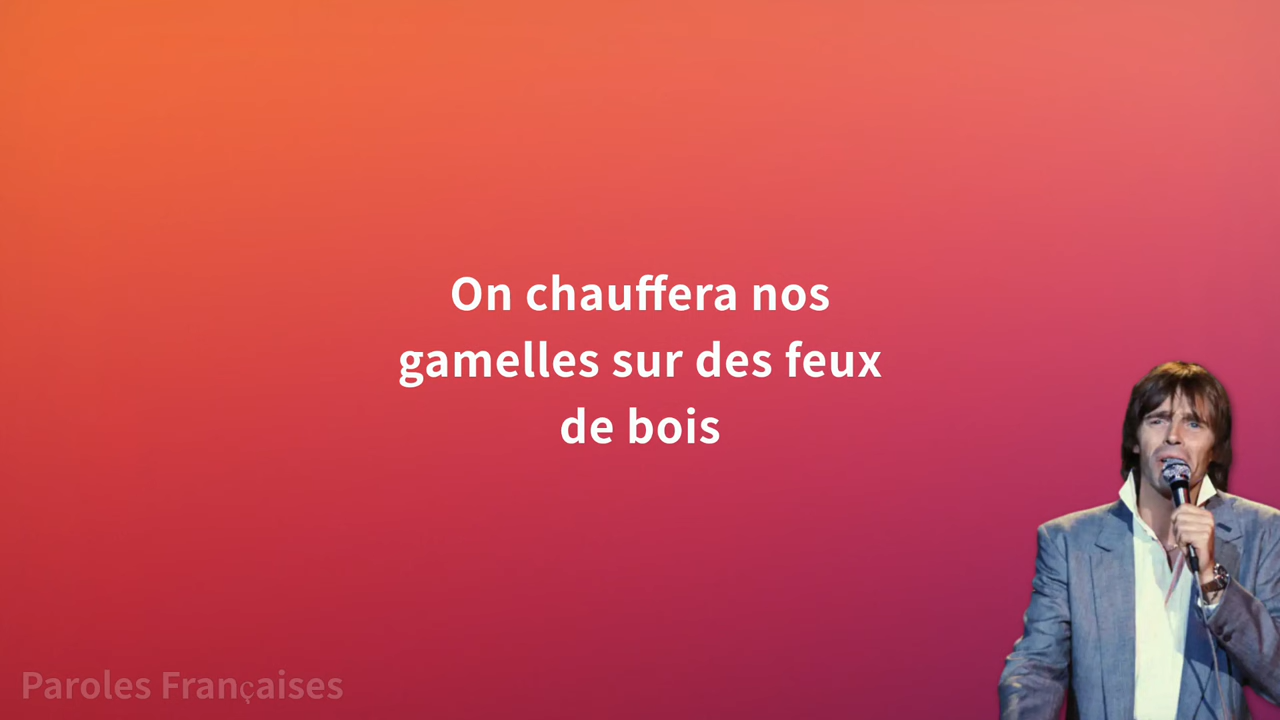 On chauffera nos
gamelles sur des feux
de bois
Paroles Françaises